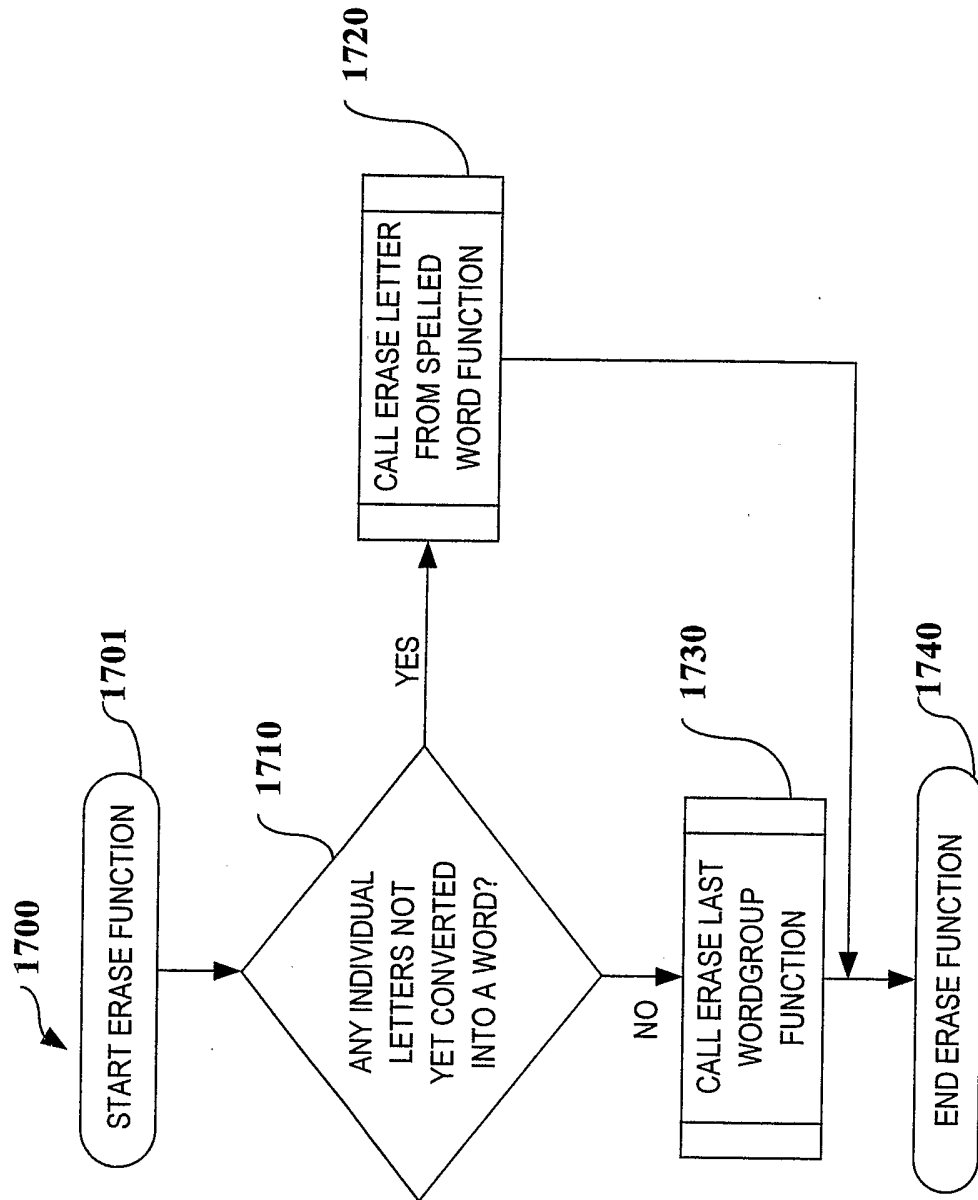 1700
START ERASE FUNCTION
1701
ANY INDIVIDUAL
LETTERS NOT
YET CONVERTED
INTO A WORD?
1710
YES
CALL ERASE LETTER
FROM SPELLED
WORD FUNCTION
1720
NO
CALL ERASE LAST
WORDGROUP
FUNCTION
1730
END ERASE FUNCTION
1740